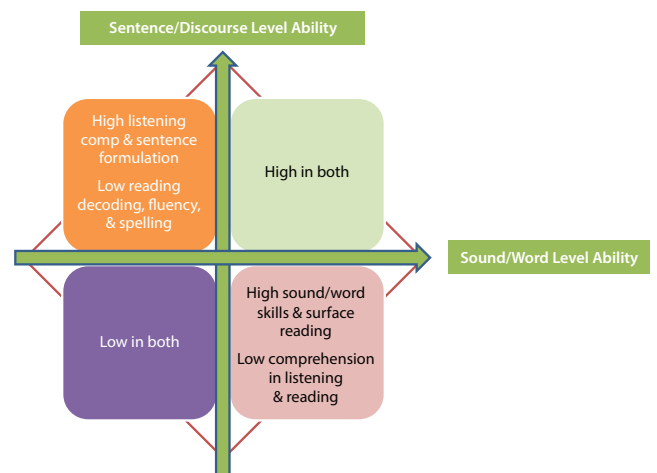 Sentence/Discourse Level Ability
High listening
comp & sentence
formulation
Low reading
decoding, fluency,
& spelling
High in both
Sound/Word Level Ability
Low in both
High sound/word
skills & surface
reading
Low comprehension
in listening
& reading